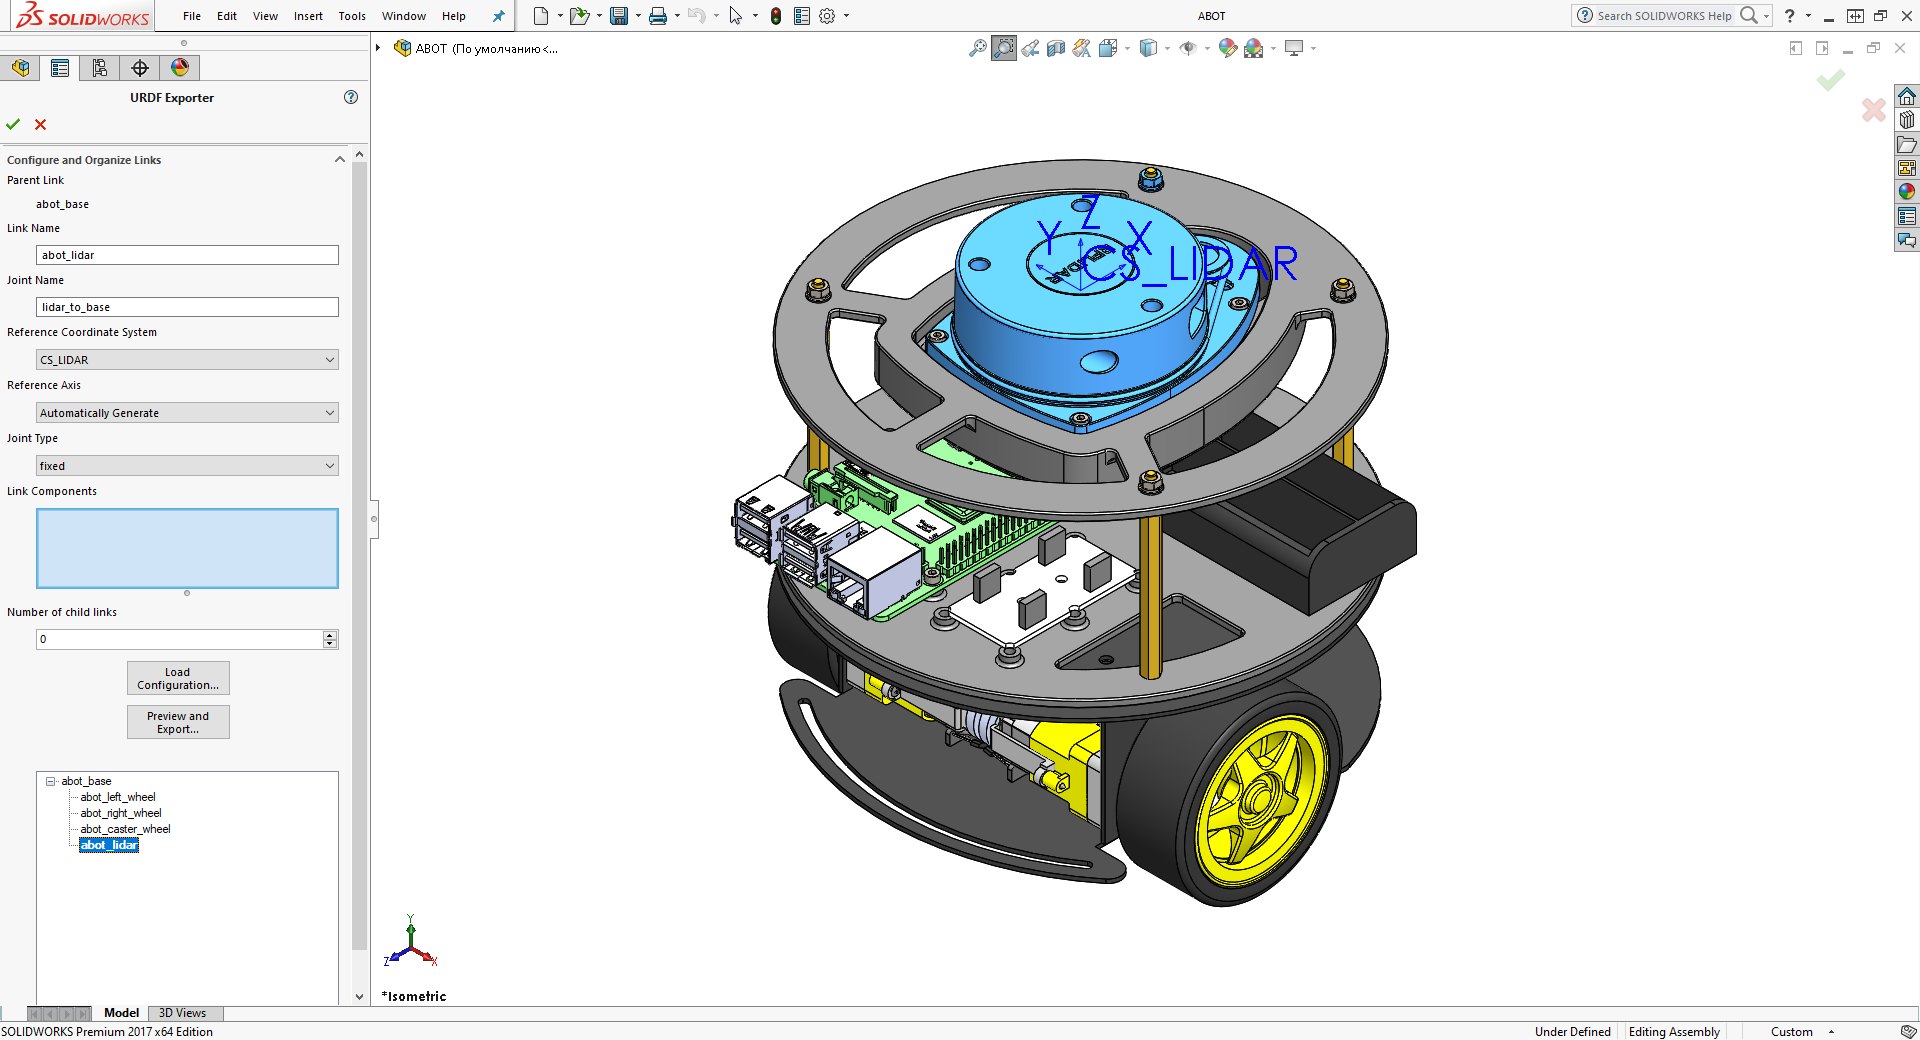 SOLIDWORKS
File Edit View Insert Tools Window Help
ABOT
Search SOLIDWORKS Help
?
ABOT (По умолчанию<...
URDF Exporter
?
Configure and Organize Links
Parent Link
abot_base
Link Name
abot_lidar
Joint Name
lidar_to_base
Reference Coordinate System
CS_LIDAR
Reference Axis
Automatically Generate
Joint Type
fixed
Link Components
Number of child links
0
Load
Configuration...
Preview and
Export...
abot_base
abot_left_wheel
abot_right_wheel
abot_caster_wheel
abot_lidar
Z
Y
X
CS_LIDAR
RPLIDAR
Y
Z
X
*Isometric
Model
3D Views
SOLIDWORKS Premium 2017 x64 Edition
Under Defined
Editing Assembly
Custom